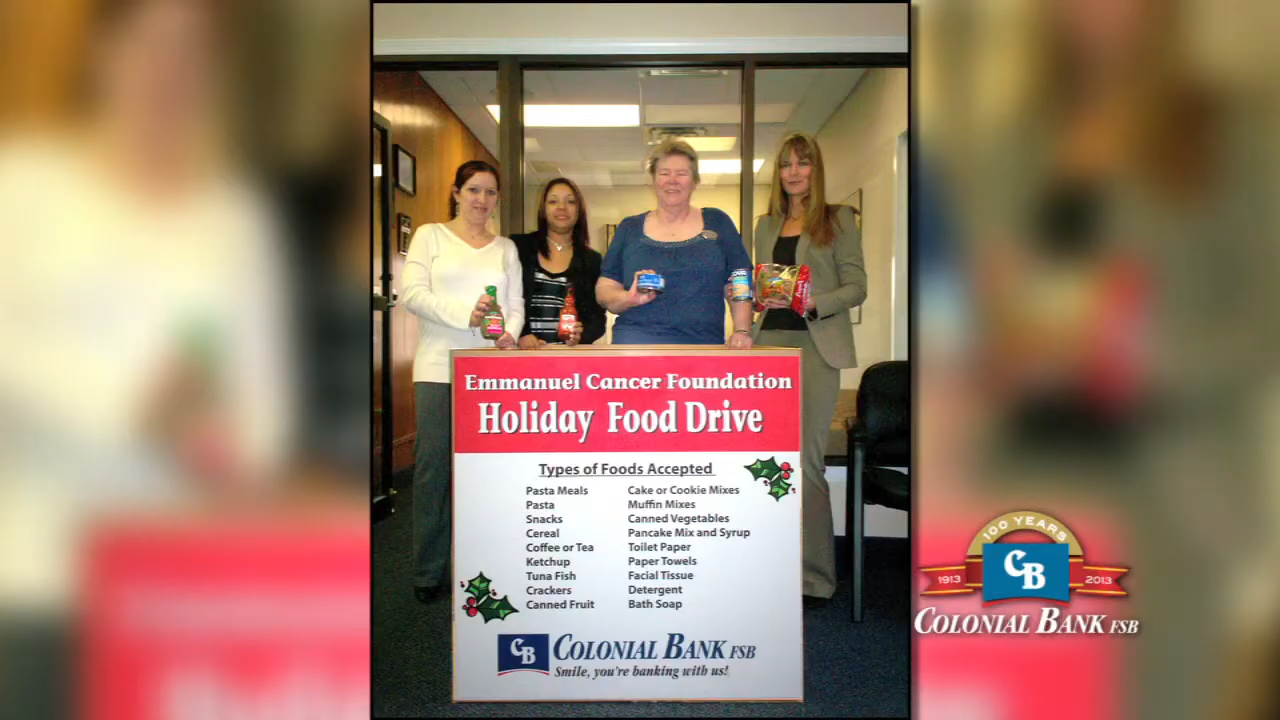 Emmanuel Cancer Foundation
Holiday Food Drive
Types of Foods Accepted
Pasta Meals
Pasta
Snacks
Cereal
Coffee or Tea
Ketchup
Tuna Fish
Crackers
Canned Fruit
Cake or Cookie Mixes
Muffin Mixes
Canned Vegetables
Pancake Mix and Syrup
Toilet Paper
Paper Towels
Facial Tissue
Detergent
Bath Soap
CB
COLONIAL BANK FSB
Smile, you're banking with us!
100 YEARS
1913
CB
2013
COLONIAL BANK FSB